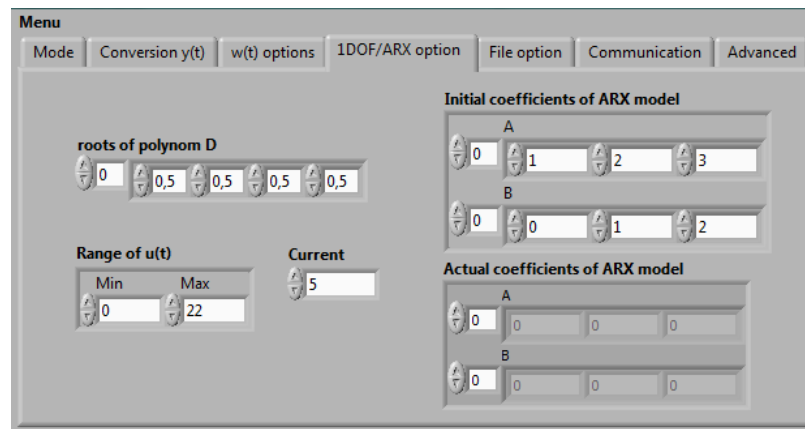 Menu
Mode Conversion y(t) w(t) options 1DOF/ARX option File option Communication Advanced
roots of polynom D
0 0,5 0,5 0,5 0,5
Range of u(t)
Min Max
0 22
Current
5
Initial coefficients of ARX model
A
0 1 2 3
B
0 0 1 2
Actual coefficients of ARX model
A
0 0 0 0
B
0 0 0 0